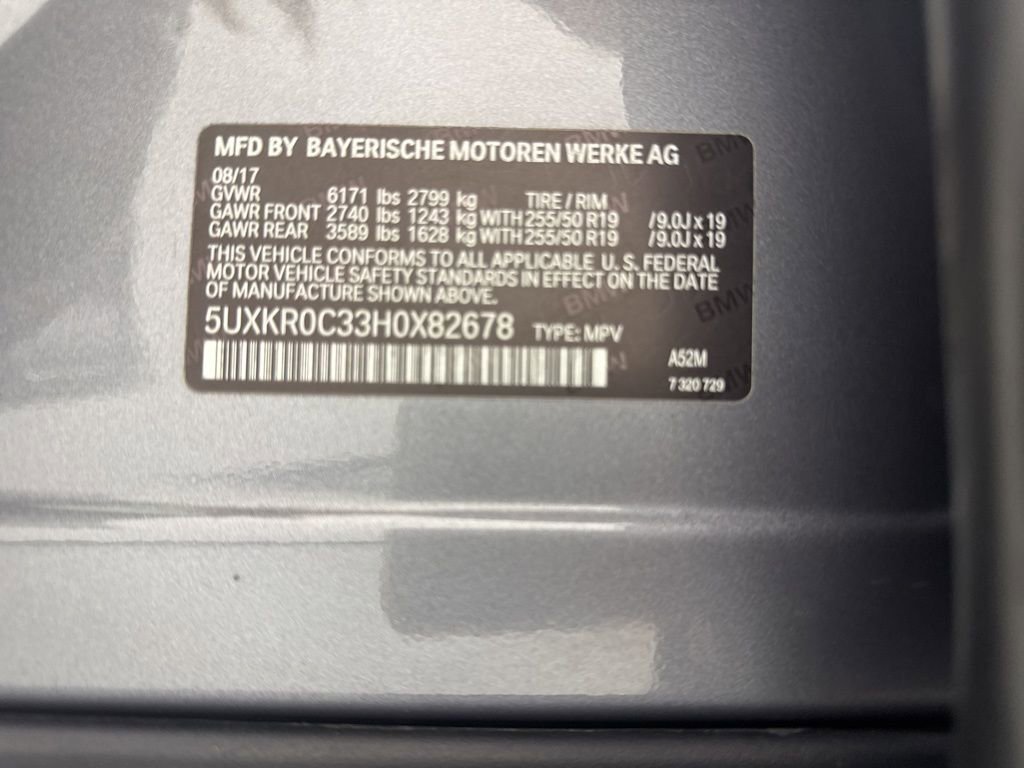 MFD BY BAYERISCHE MOTOREN WERKE AG
08/17
GVWR 6171 lbs 2799 kg TIRE / RIM
GAWR FRONT 2740 lbs 1243 kg WITH 255/50 R19 /9.0J x 19
GAWR REAR 3589 lbs 1628 kg WITH 255/50 R19 /9.0J x 19
THIS VEHICLE CONFORMS TO ALL APPLICABLE U. S. FEDERAL
MOTOR VEHICLE SAFETY STANDARDS IN EFFECT ON THE DATE
OF MANUFACTURE SHOWN ABOVE.
5UXKR0C33H0X82678 TYPE: MPV
A52M
7 320 729